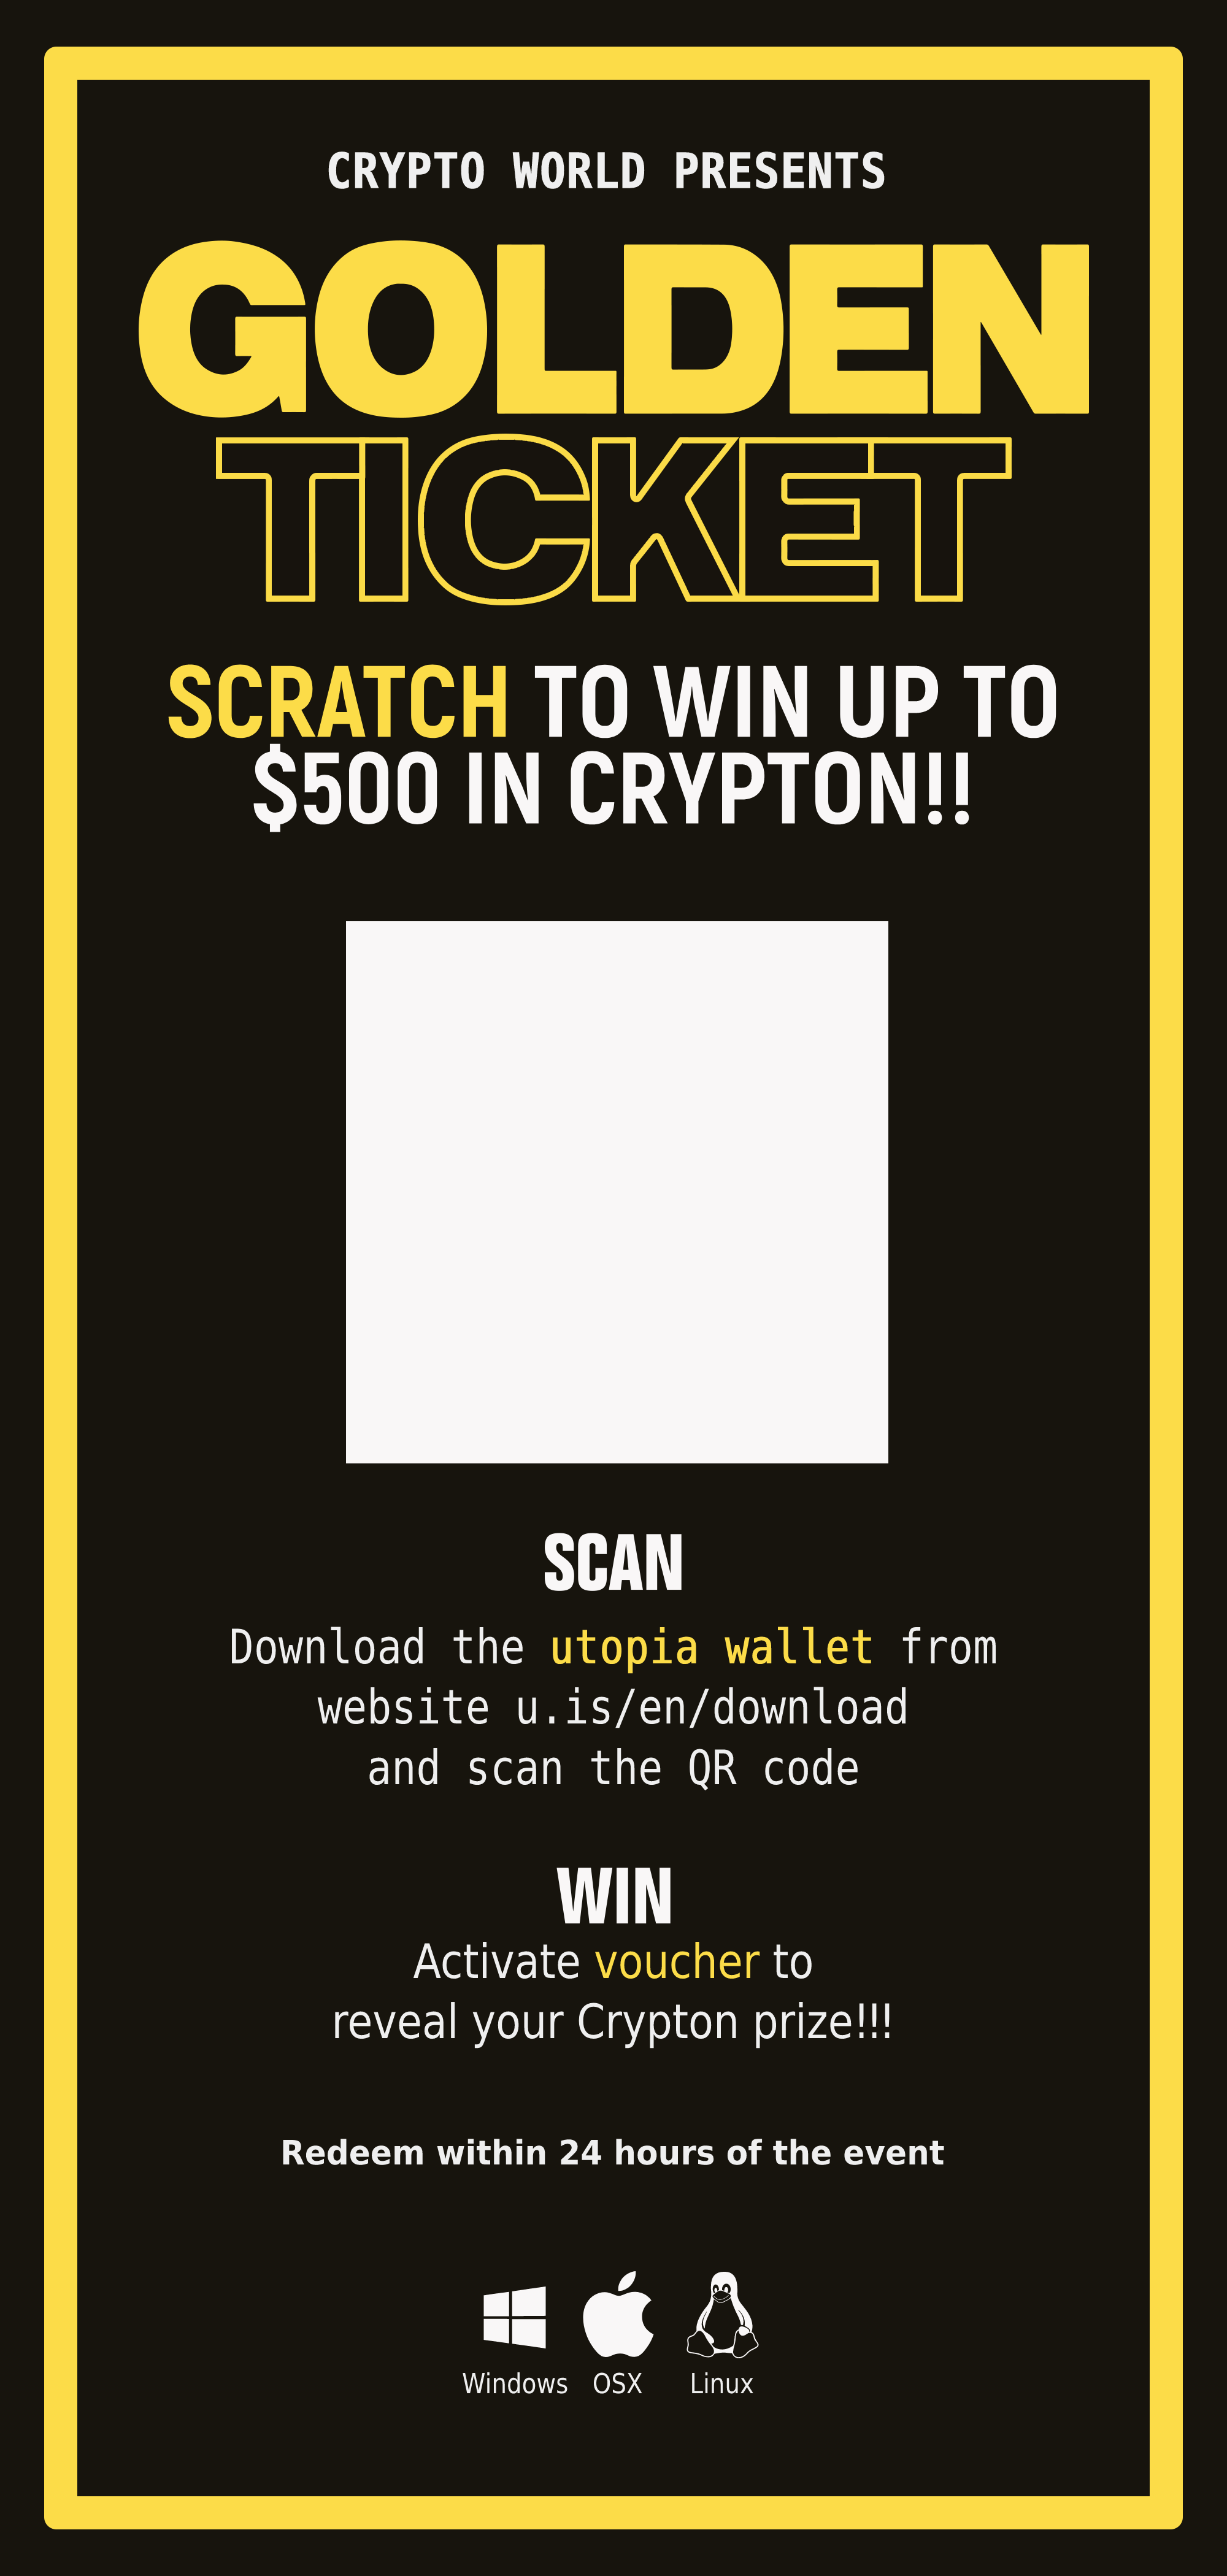 CRYPTO WORLD PRESENTS
GOLDEN
TICKET
SCRATCH TO WIN UP TO
$500 IN CRYPTON!!
SCAN
Download the utopia wallet from
website u.is/en/download
and scan the QR code
WIN
Activate voucher to
reveal your Crypton prize!!!
Redeem within 24 hours of the event
Windows OSX Linux